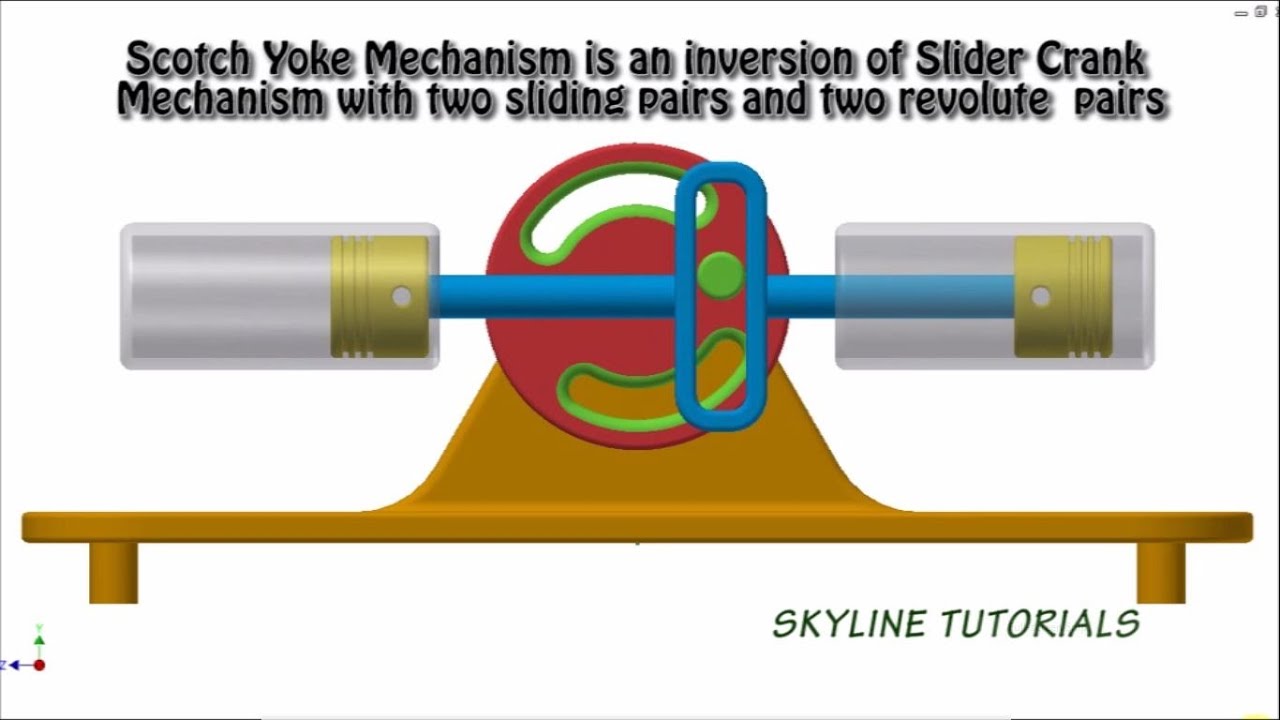 Scotch Yoke Mechanism is an inversion of Slider Crank
Mechanism with two sliding pairs and two revolute pairs
SKYLINE TUTORIALS
Y
Z